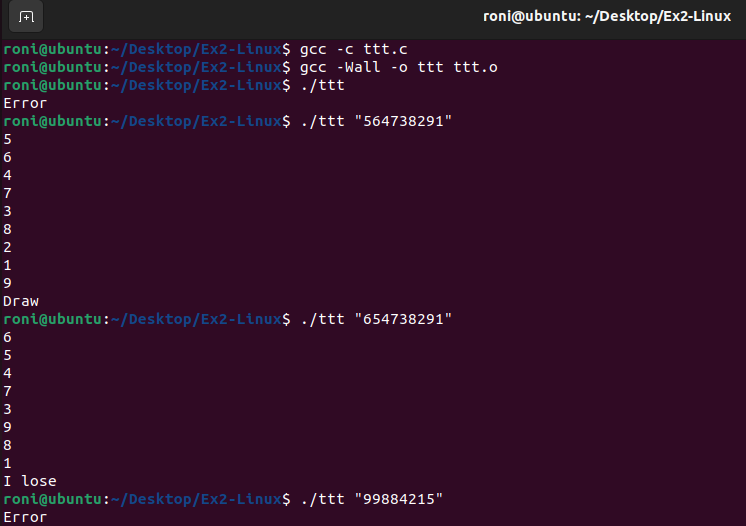 roni@ubuntu: ~/Desktop/Ex2-Linux
roni@ubuntu:~/Desktop/Ex2-Linux$ gcc -c ttt.c
roni@ubuntu:~/Desktop/Ex2-Linux$ gcc -Wall -o ttt ttt.o
roni@ubuntu:~/Desktop/Ex2-Linux$ ./ttt
Error
roni@ubuntu:~/Desktop/Ex2-Linux$ ./ttt "564738291"
5
6
4
7
3
8
2
1
9
Draw
roni@ubuntu:~/Desktop/Ex2-Linux$ ./ttt "654738291"
6
5
4
7
3
9
8
1
I lose
roni@ubuntu:~/Desktop/Ex2-Linux$ ./ttt "99884215"
Error